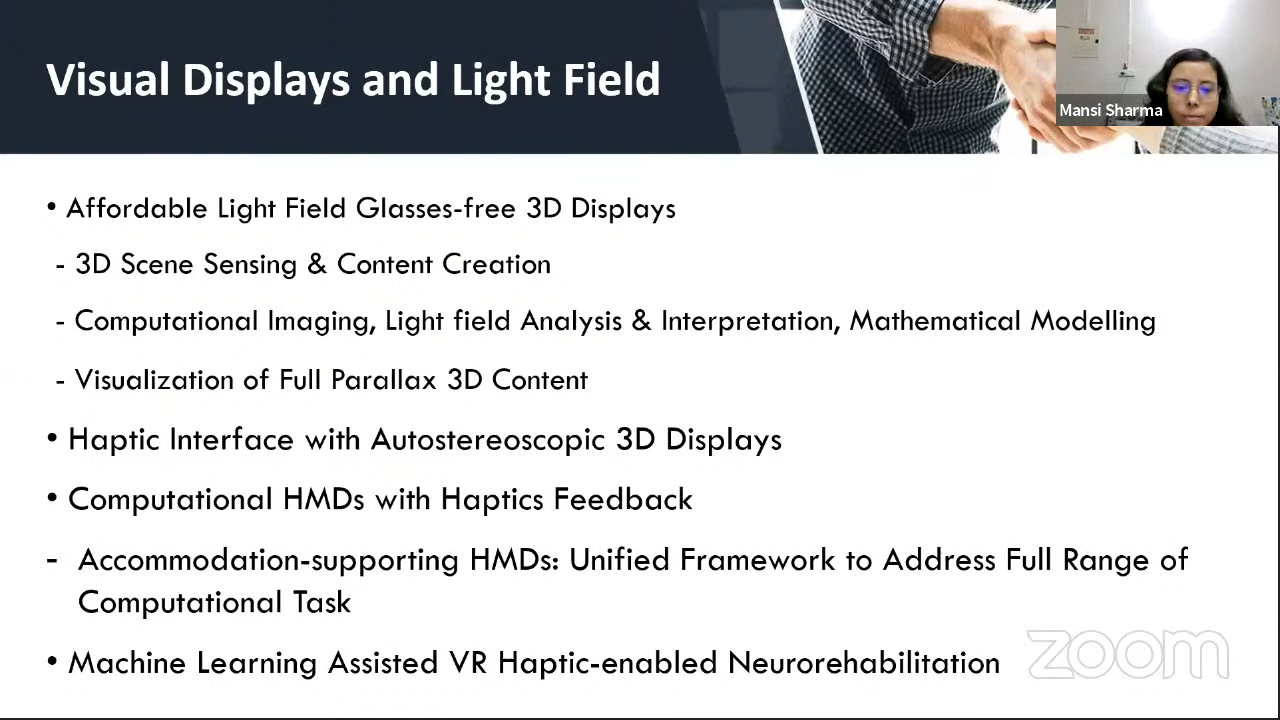 Visual Displays and Light Field
Mansi Sharma
• Affordable Light Field Glasses-free 3D Displays
- 3D Scene Sensing & Content Creation
- Computational Imaging, Light field Analysis & Interpretation, Mathematical Modelling
- Visualization of Full Parallax 3D Content
• Haptic Interface with Autostereoscopic 3D Displays
• Computational HMDs with Haptics Feedback
- Accommodation-supporting HMDs: Unified Framework to Address Full Range of
Computational Task
• Machine Learning Assisted VR Haptic-enabled Neurorehabilitation
zoom